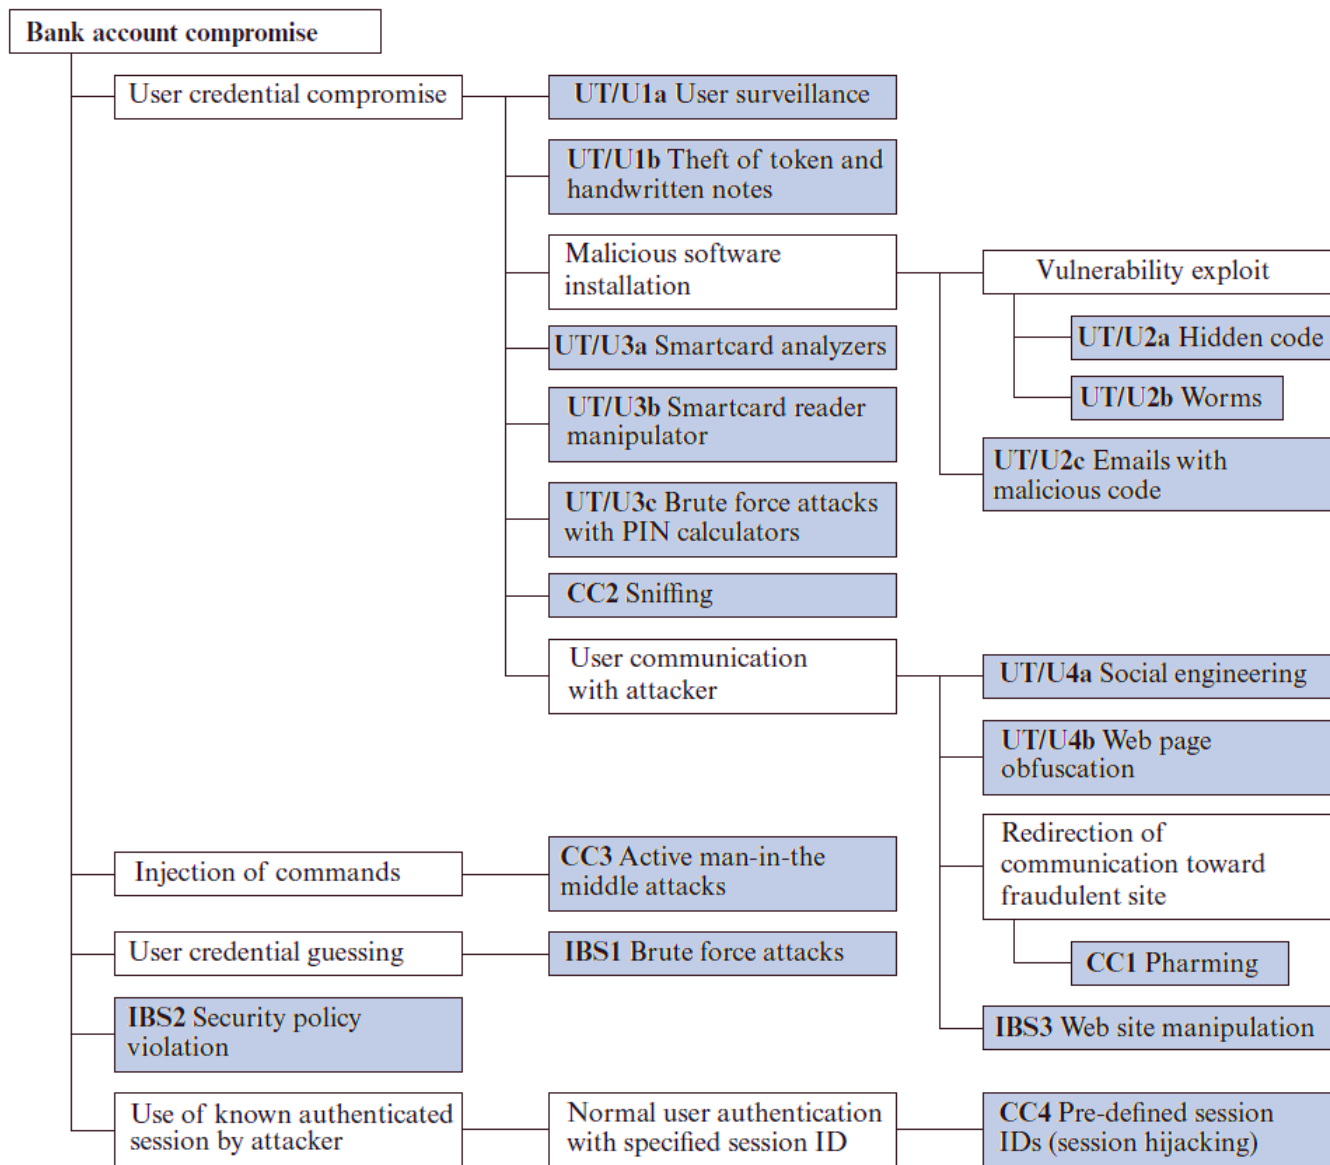 Bank account compromise
User credential compromise
UT/U1a User surveillance
UT/U1b Theft of token and
handwritten notes
Malicious software
installation
Vulnerability exploit
UT/U2a Hidden code
UT/U2b Worms
UT/U2c Emails with
malicious code
UT/U3a Smartcard analyzers
UT/U3b Smartcard reader
manipulator
UT/U3c Brute force attacks
with PIN calculators
CC2 Sniffing
User communication
with attacker
UT/U4a Social engineering
UT/U4b Web page
obfuscation
Redirection of
communication toward
fraudulent site
CC1 Pharming
IBS3 Web site manipulation
Injection of commands
CC3 Active man-in-the
middle attacks
User credential guessing
IBS1 Brute force attacks
IBS2 Security policy
violation
Use of known authenticated
session by attacker
Normal user authentication
with specified session ID
CC4 Pre-defined session
IDs (session hijacking)